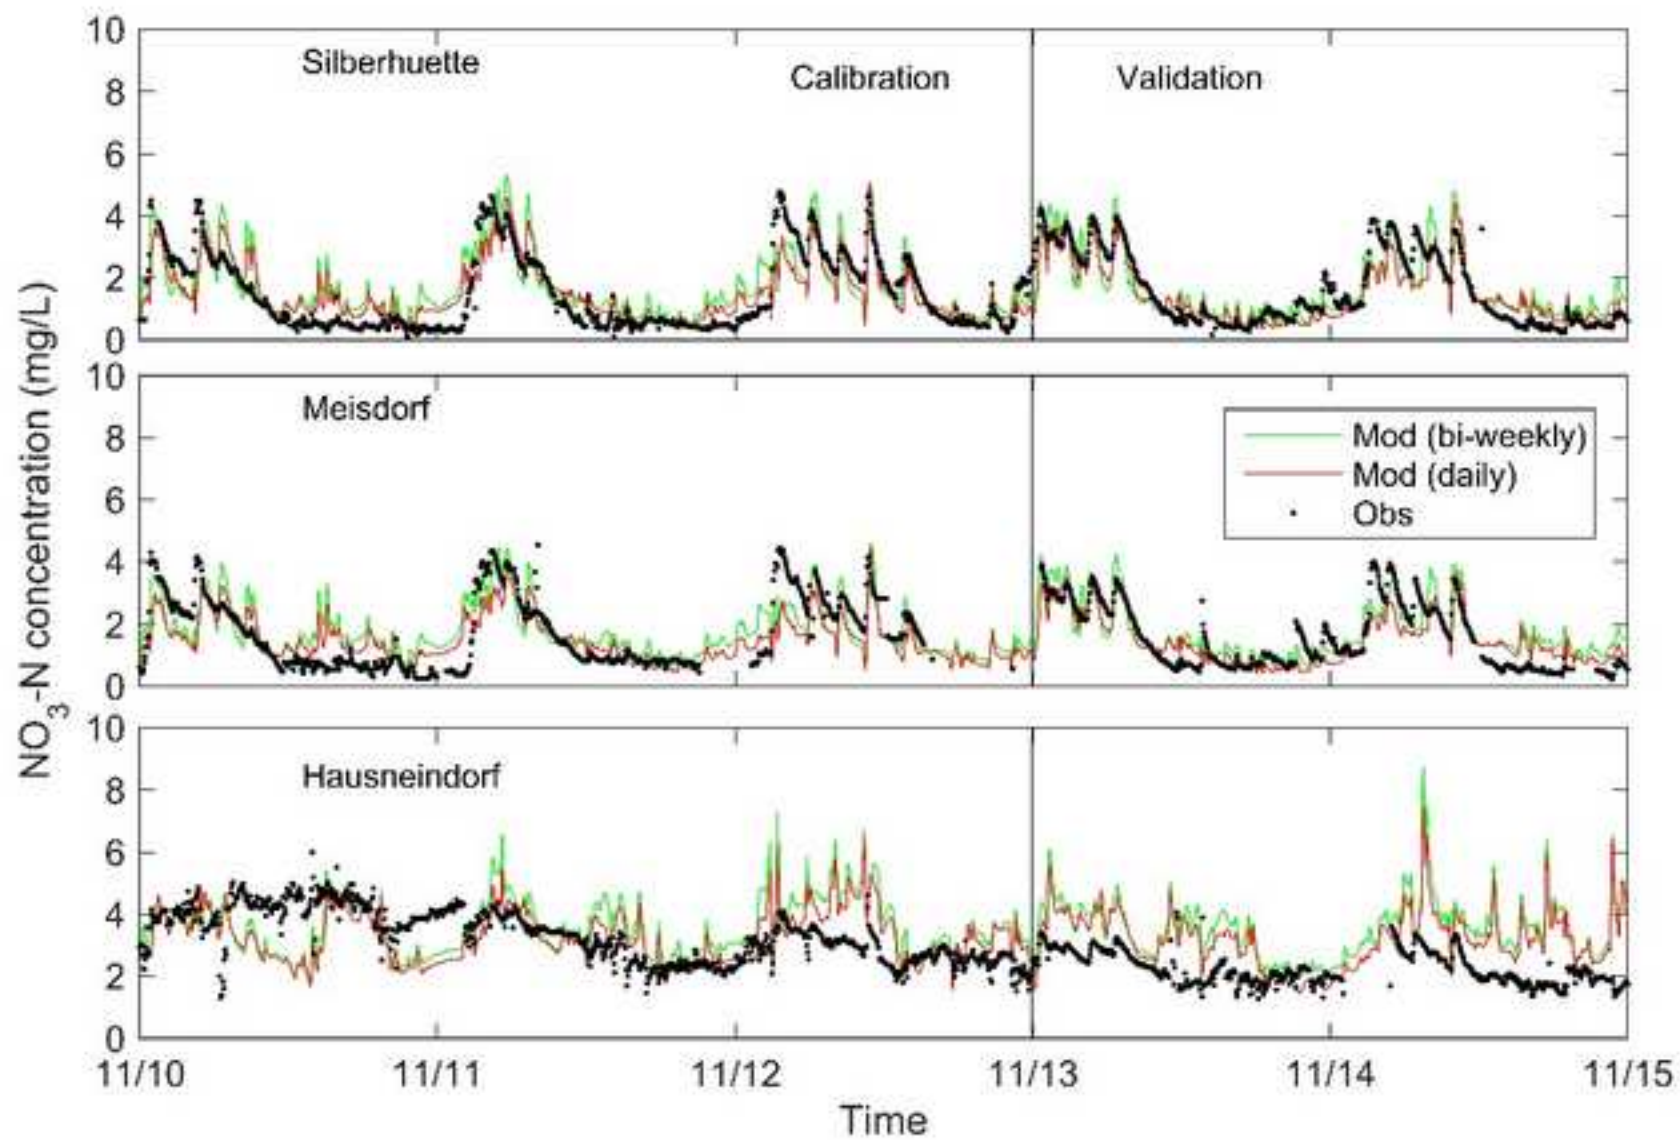 10
Silberhuette
Calibration
Validation
8
6
4
2
0
10
Meisdorf
8
6
4
2
0
Mod (bi-weekly)
Mod (daily)
Obs
NO3-N concentration (mg/L)
10
Hausneindorf
8
6
4
2
0
11/10
11/11
11/12
11/13
11/14
11/15
Time